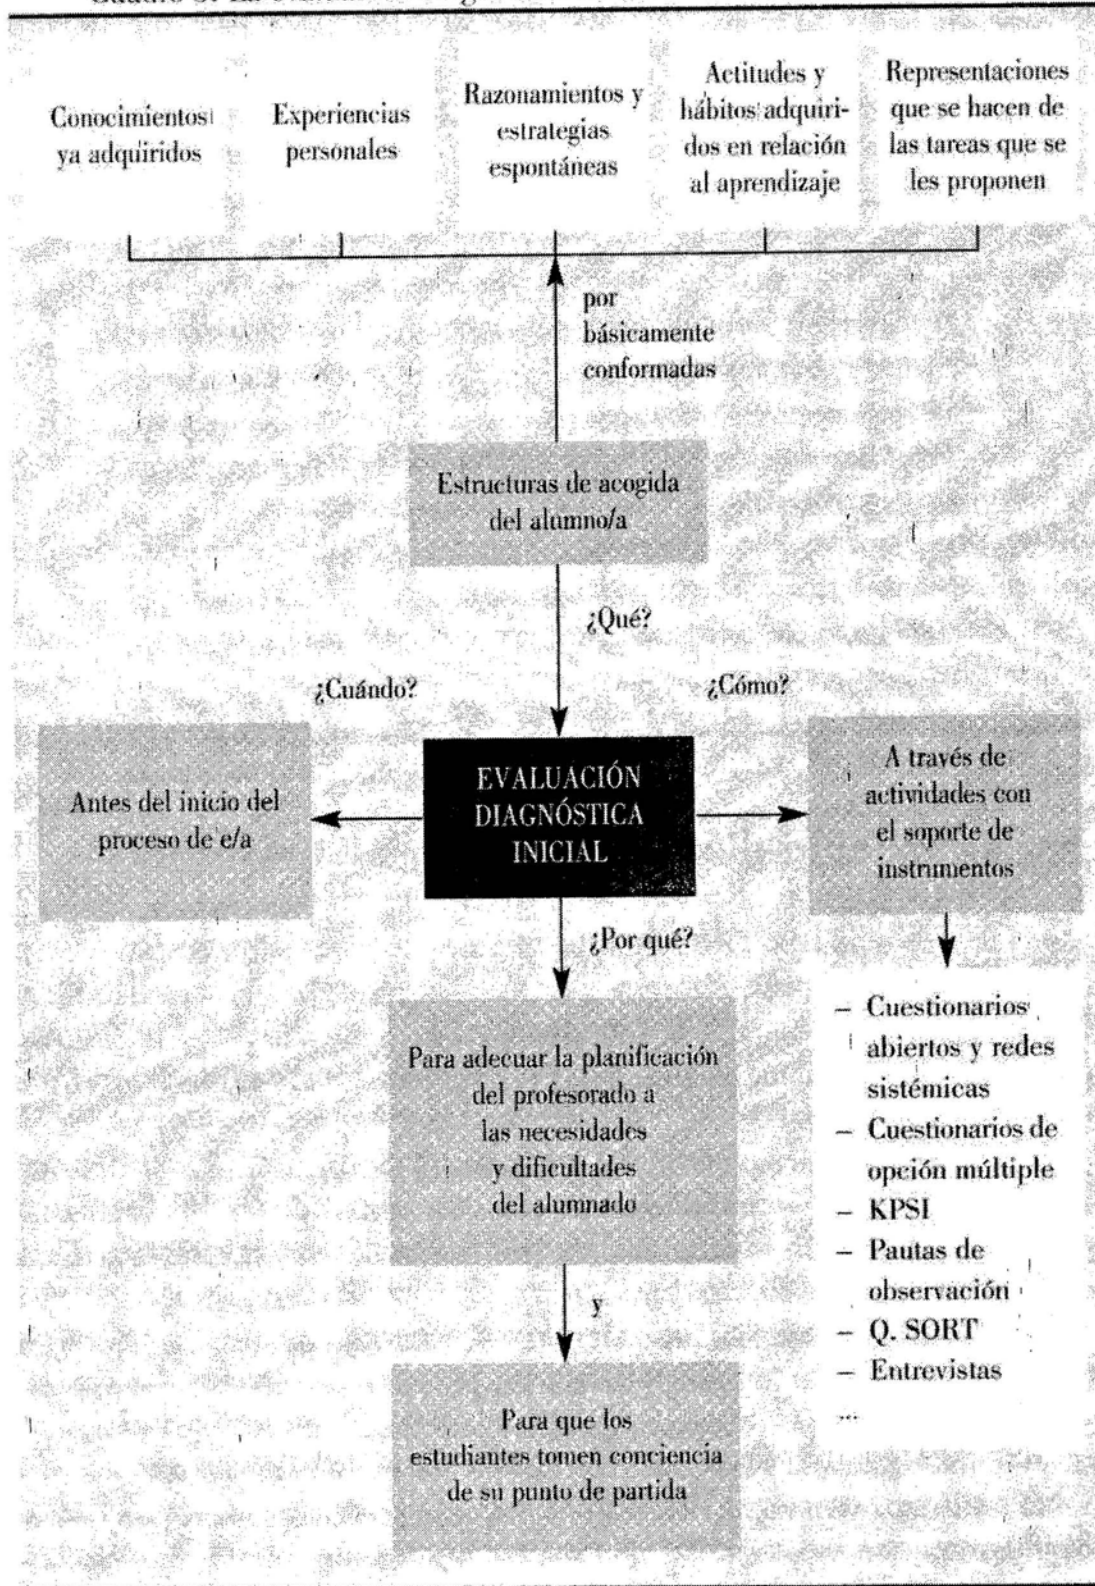 Conocimientos
ya adquiridos
Experiencias
personales
Razonamientos y
estrategias
espontáneas
Actitudes y
hábitos adquiri-
dos en relación
al aprendizaje
Representaciones
que se hacen de
las tareas que se
les proponen
por
básicamente
conformadas
Estructuras de acogida
del alumno/a
¿Qué?
¿Cuándo?
¿Cómo?
Antes del inicio del
proceso de e/a
EVALUACIÓN
DIAGNÓSTICA
INICIAL
A través de
actividades con
el soporte de
instrumentos
¿Por qué?
Para adecuar la planificación
del profesorado a
las necesidades
y dificultades
del alumnado
– Cuestionarios
abiertos y redes
sistémicas
– Cuestionarios de
opción múltiple
– KPSI
– Pautas de
observación
– Q. SORT
– Entrevistas
...
y
Para que los
estudiantes tomen conciencia
de su punto de partida